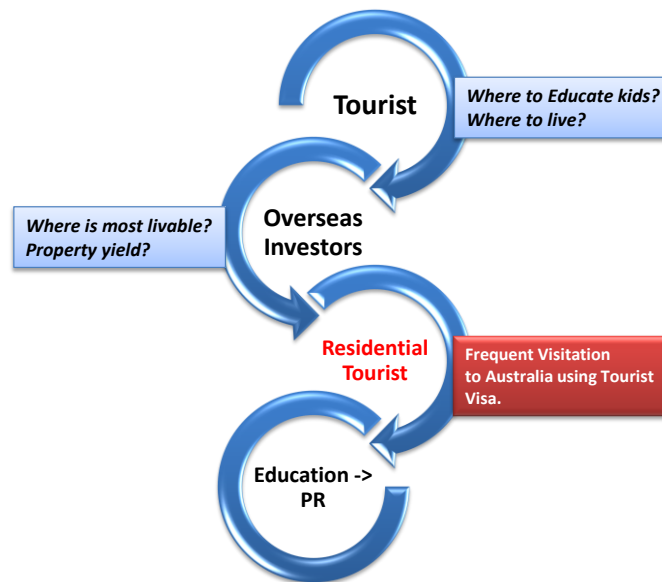 Tourist
Where to Educate kids?
Where to live?
Overseas
Investors
Where is most livable?
Property yield?
Residential
Tourist
Frequent Visitation
to Australia using Tourist
Visa.
Education ->
PR